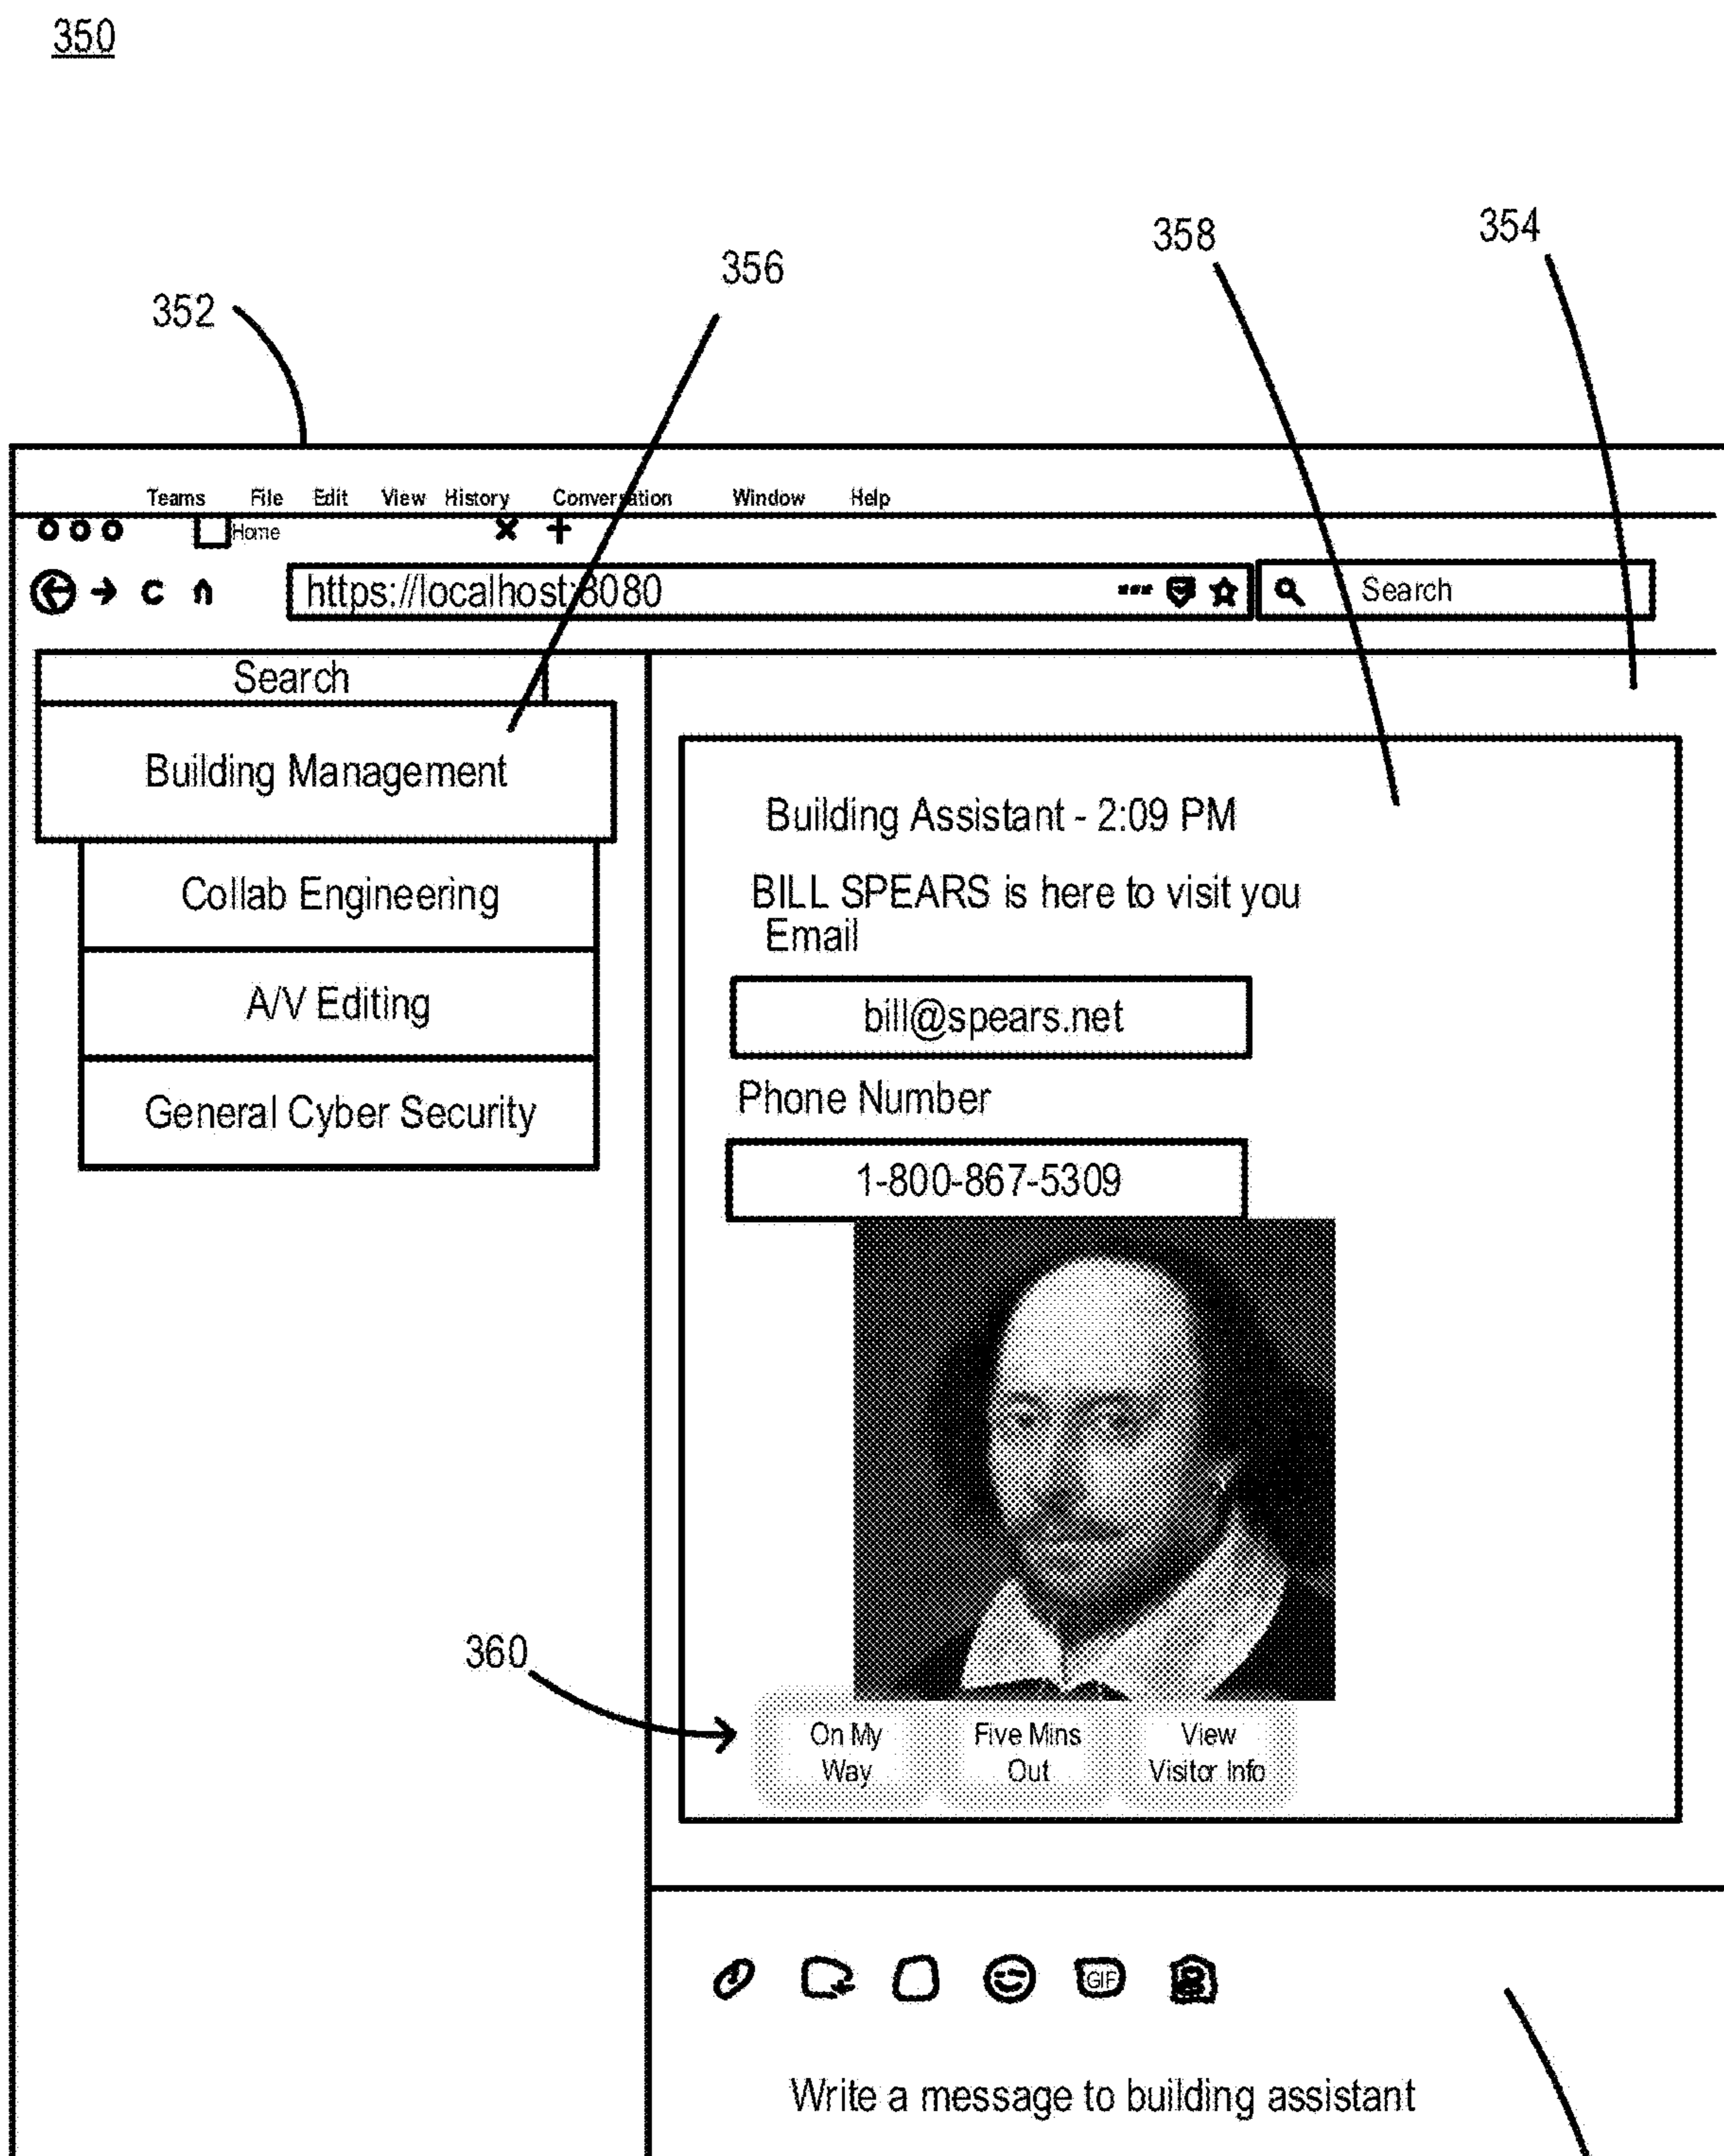 350
358
354
356
352
Teams File Edit View History Conversation Window Help
Home
https://localhost:8080
Search
Search
Building Management
Collab Engineering
A/V Editing
General Cyber Security
Building Assistant - 2:09 PM
BILL SPEARS is here to visit you
Email
bill@spears.net
Phone Number
1-800-867-5309
360
On My
Way
Five Mins
Out
View
Visitor Info
GIF
Write a message to building assistant